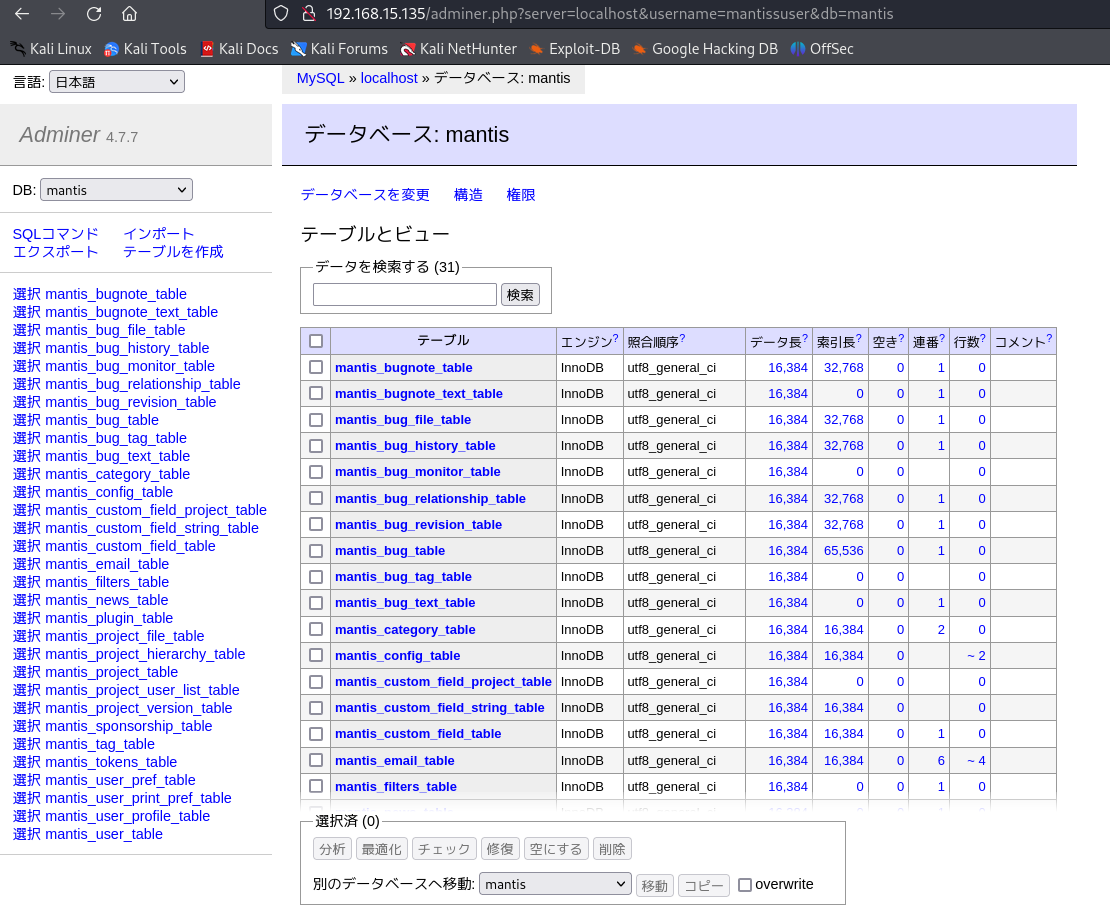 192.168.15.135/adminer.php?server=localhost&username=mantissuser&db=mantis
Kali Linux Kali Tools Kali Docs Kali Forums Kali NetHunter Exploit-DB Google Hacking DB OffSec
言語: 日本語
MySQL » localhost » データベース: mantis
Adminer 4.7.7
データベース: mantis
DB: mantis
データベースを変更 構造 権限
SQLコマンド インポート
エクスポート テーブルを作成
選択 mantis_bugnote_table
選択 mantis_bugnote_text_table
選択 mantis_bug_file_table
選択 mantis_bug_history_table
選択 mantis_bug_monitor_table
選択 mantis_bug_relationship_table
選択 mantis_bug_revision_table
選択 mantis_bug_table
選択 mantis_bug_tag_table
選択 mantis_bug_text_table
選択 mantis_category_table
選択 mantis_config_table
選択 mantis_custom_field_project_table
選択 mantis_custom_field_string_table
選択 mantis_custom_field_table
選択 mantis_email_table
選択 mantis_filters_table
選択 mantis_news_table
選択 mantis_plugin_table
選択 mantis_project_file_table
選択 mantis_project_hierarchy_table
選択 mantis_project_table
選択 mantis_project_user_list_table
選択 mantis_project_version_table
選択 mantis_sponsorship_table
選択 mantis_tag_table
選択 mantis_tokens_table
選択 mantis_user_pref_table
選択 mantis_user_print_pref_table
選択 mantis_user_profile_table
選択 mantis_user_table
テーブルとビュー
データを検索する (31)
検索
テーブル エンジン? 照合順序? データ長? 索引長? 空き? 連番? 行数? コメント?
mantis_bugnote_table InnoDB utf8_general_ci 16,384 32,768 0 1 0
mantis_bugnote_text_table InnoDB utf8_general_ci 16,384 0 0 1 0
mantis_bug_file_table InnoDB utf8_general_ci 16,384 32,768 0 1 0
mantis_bug_history_table InnoDB utf8_general_ci 16,384 32,768 0 1 0
mantis_bug_monitor_table InnoDB utf8_general_ci 16,384 0 0 0
mantis_bug_relationship_table InnoDB utf8_general_ci 16,384 32,768 0 1 0
mantis_bug_revision_table InnoDB utf8_general_ci 16,384 32,768 0 1 0
mantis_bug_table InnoDB utf8_general_ci 16,384 65,536 0 1 0
mantis_bug_tag_table InnoDB utf8_general_ci 16,384 0 0 0
mantis_bug_text_table InnoDB utf8_general_ci 16,384 0 0 1 0
mantis_category_table InnoDB utf8_general_ci 16,384 16,384 0 2 0
mantis_config_table InnoDB utf8_general_ci 16,384 16,384 0 ~ 2
mantis_custom_field_project_table InnoDB utf8_general_ci 16,384 0 0 0
mantis_custom_field_string_table InnoDB utf8_general_ci 16,384 16,384 0 0
mantis_custom_field_table InnoDB utf8_general_ci 16,384 16,384 0 1 0
mantis_email_table InnoDB utf8_general_ci 16,384 16,384 0 6 ~ 4
mantis_filters_table InnoDB utf8_general_ci 16,384 0 0 1 0
選択済 (0)
分析 最適化 チェック 修復 空にする 削除
別のデータベースへ移動: mantis 移動 コピー overwrite